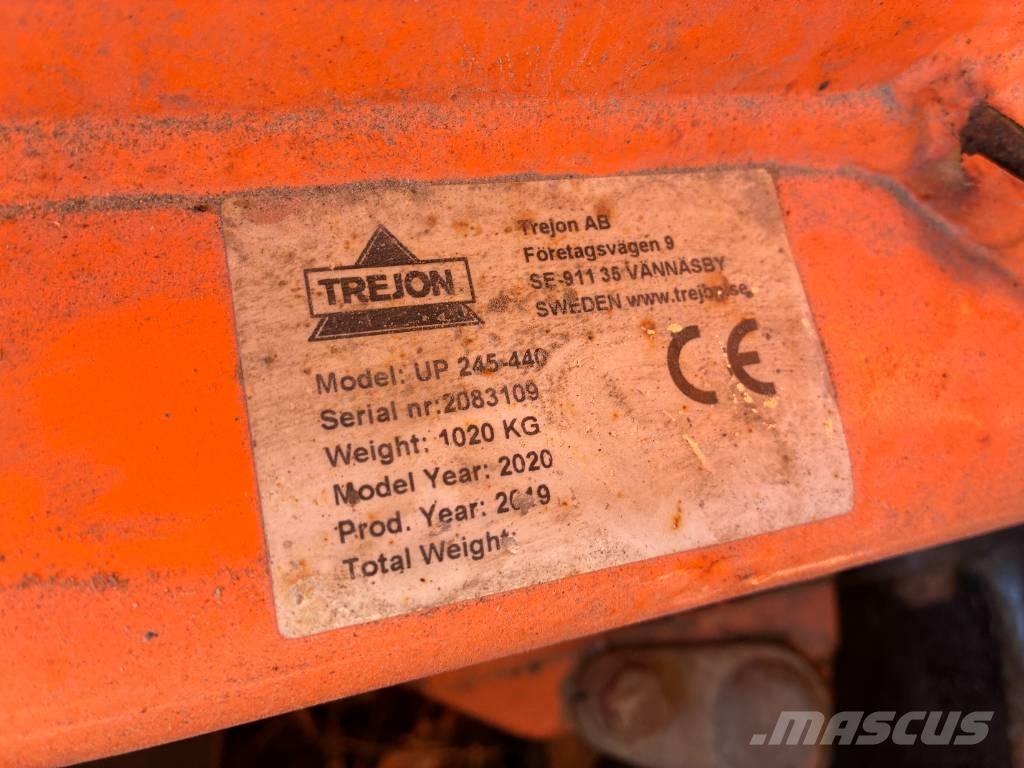 TREJON
Trejon AB
Företagsvägen 9
SE-911 35 VÄNNÄSBY
SWEDEN www.trejon.se
CE
Model: UP 245-440
Serial nr:2083109
Weight: 1020 KG
Model Year: 2020
Prod. Year: 2019
Total Weight:
MASCUS